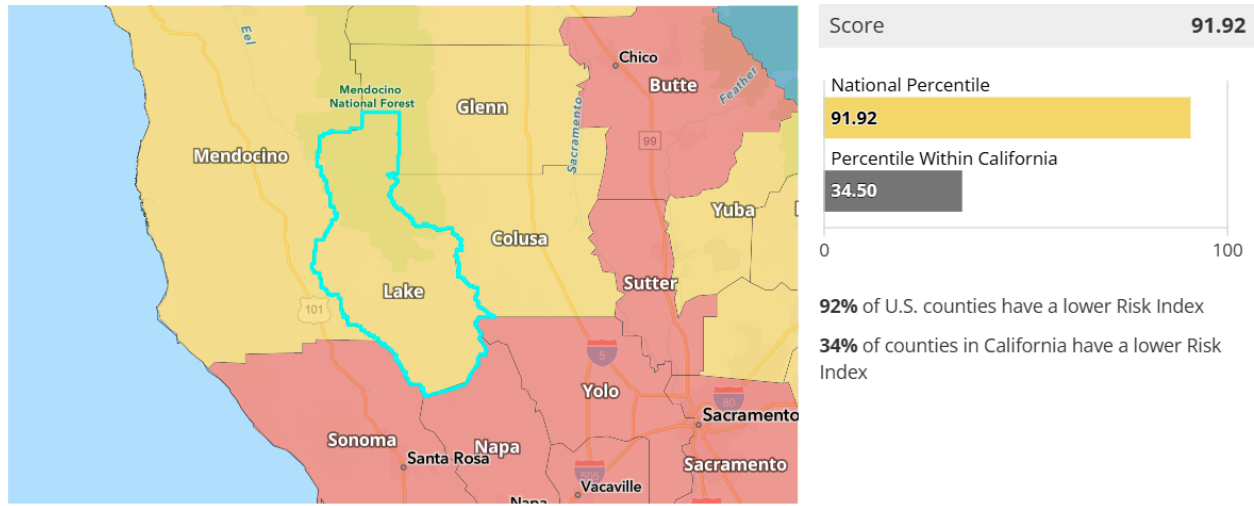 Eel
Chico
Butte
Feather
Mendocino
National Forest
Glenn
Sacramento
99
Mendocino
Yuba
Colusa
Lake
Sutter
101
5
Yolo
80
Sacramento
Sonoma
Napa
Santa Rosa
505
Sacramento
Vacaville
Napa
Score 91.92
National Percentile
91.92
Percentile Within California
34.50
0 100
92% of U.S. counties have a lower Risk Index
34% of counties in California have a lower Risk
Index